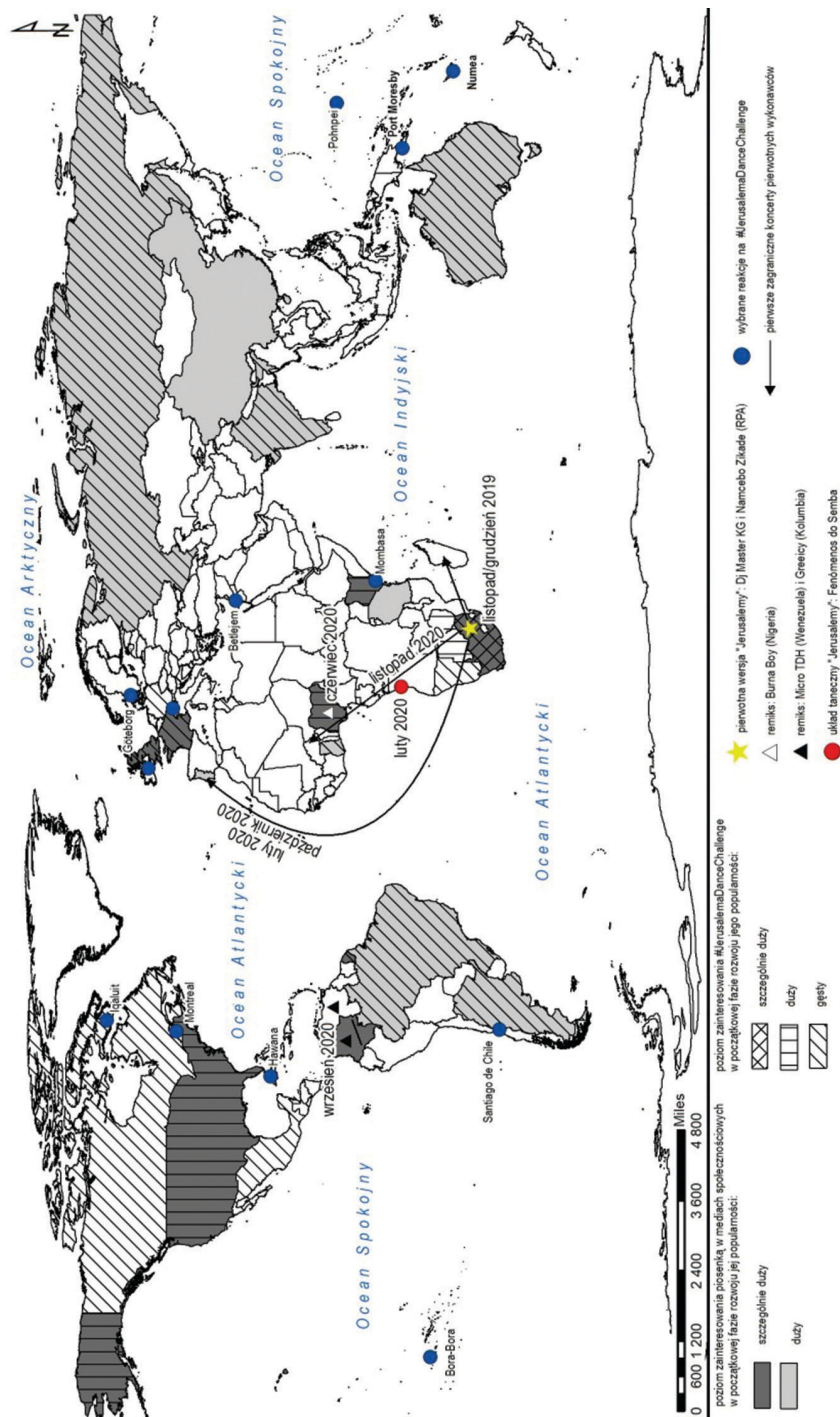 N
Ocean Arktyczny
Ocean Spokojny
Ocean Atlantycki
Ocean Indyjski
Ocean Spokojny
Ocean Atlantycki
Iqaluit
Montreal
Hawana
Göteborg
Betlejem
Mombasa
Pohnpei
Port Moresby
Numea
Bora-Bora
Santiago de Chile
wrzesień 2020
luty 2020
październik 2020
czerwiec 2020
listopad 2020
luty 2020
listopad/grudzień 2019
0 600 1 200 2 400 3 600 4 800
Miles
poziom zainteresowania piosenką w mediach społecznościowych
w początkowej fazie rozwoju jej popularności:
szczególnie duży
duży
poziom zainteresowania #JerusalemaDanceChallenge
w początkowej fazie rozwoju jego popularności:
szczególnie duży
duży
gęsty
pierwotna wersja "Jerusalemy": Dj Master KG i Namcebo Zikade (RPA)
remiks: Burna Boy (Nigeria)
remiks: Micro TDH (Wenezuela) i Greeicy (Kolumbia)
układ taneczny "Jerusalemy": Fenómenos do Semba
wybrane reakcje na #JerusalemaDanceChallenge
pierwsze zagraniczne koncerty pierwotnych wykonawców